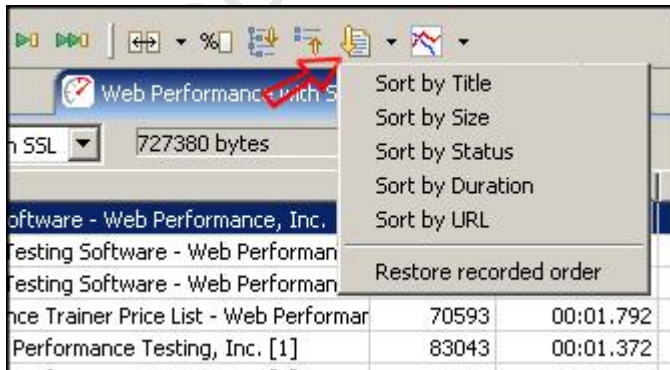 %
Web Performance with S
Sort by Title
n SSL
727380 bytes
Sort by Size
Sort by Status
Sort by Duration
Sort by URL
oftware - Web Performance, Inc.
Testing Software - Web Performan
Testing Software - Web Performan
Restore recorded order
nce Trainer Price List - Web Performar 70593 00:01.792
Performance Testing, Inc. [1] 83043 00:01.372